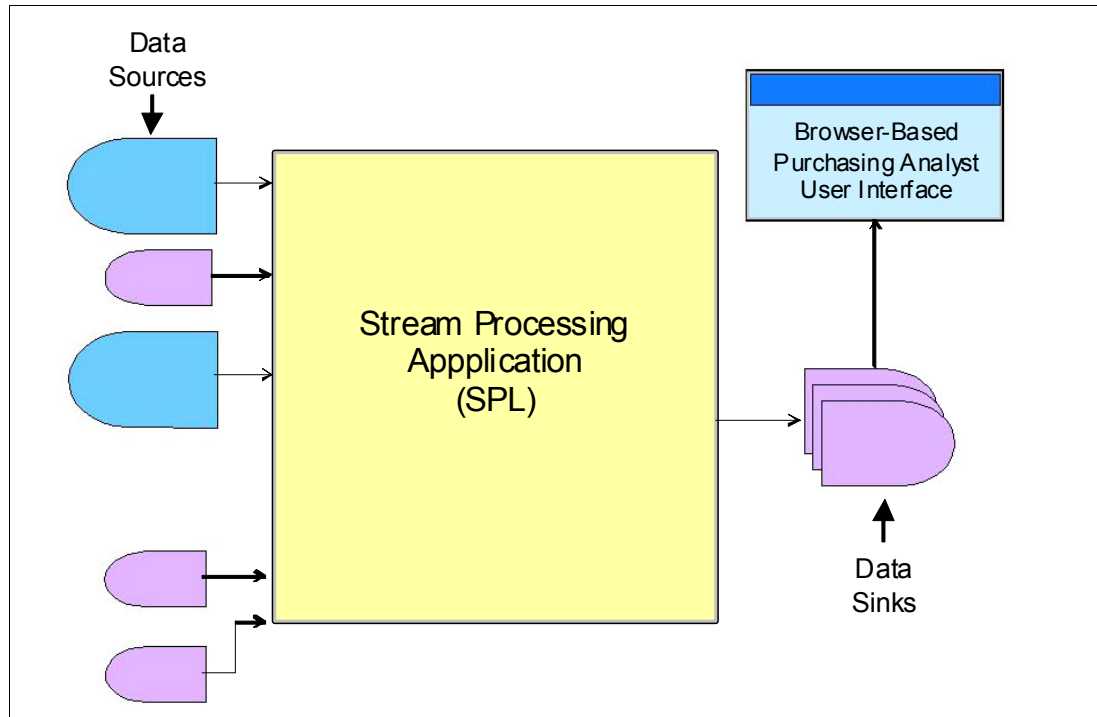 Data
Sources
Browser-Based
Purchasing Analyst
User Interface
Stream Processing
Appplication
(SPL)
Data
Sinks